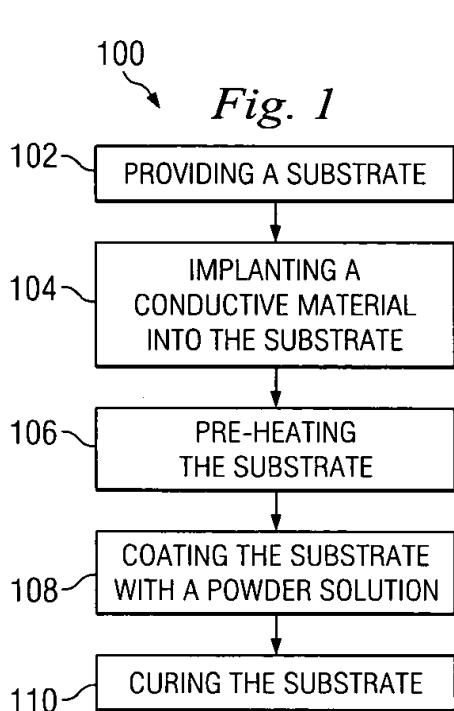 100
Fig. 1
102
PROVIDING A SUBSTRATE
104
IMPLANTING A
CONDUCTIVE MATERIAL
INTO THE SUBSTRATE
106
PRE-HEATING
THE SUBSTRATE
108
COATING THE SUBSTRATE
WITH A POWDER SOLUTION
110
CURING THE SUBSTRATE